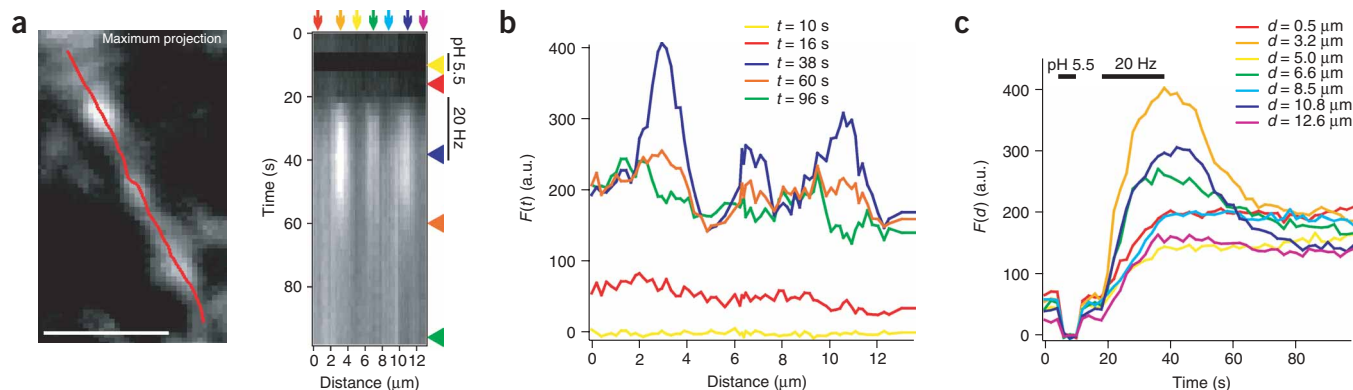 a
Maximum projection
Time (s)
0
20
40
60
80
pH 5.5
20 Hz
0 2 4 6 8 10 12
Distance (µm)
b
F(t) (a.u.)
400
300
200
100
0
t = 10 s
t = 16 s
t = 38 s
t = 60 s
t = 96 s
0 2 4 6 8 10 12
Distance (µm)
c
F(d) (a.u.)
400
300
200
100
0
pH 5.5
20 Hz
d = 0.5 µm
d = 3.2 µm
d = 5.0 µm
d = 6.6 µm
d = 8.5 µm
d = 10.8 µm
d = 12.6 µm
0 20 40 60 80
Time (s)